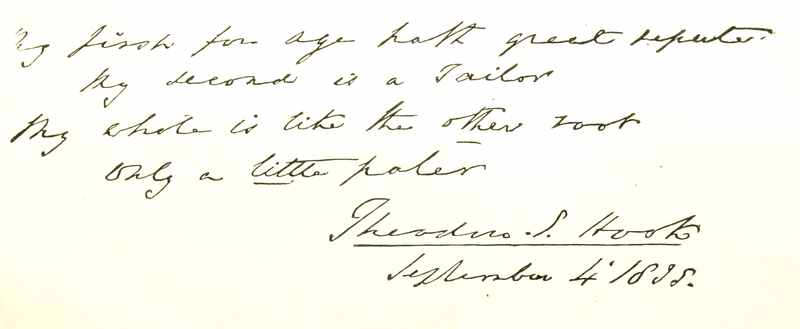 My first for age hath great repute
My second is a Tailor
My whole is like the other root
Only a little paler
Theodore E. Hook
September 4' 1838.